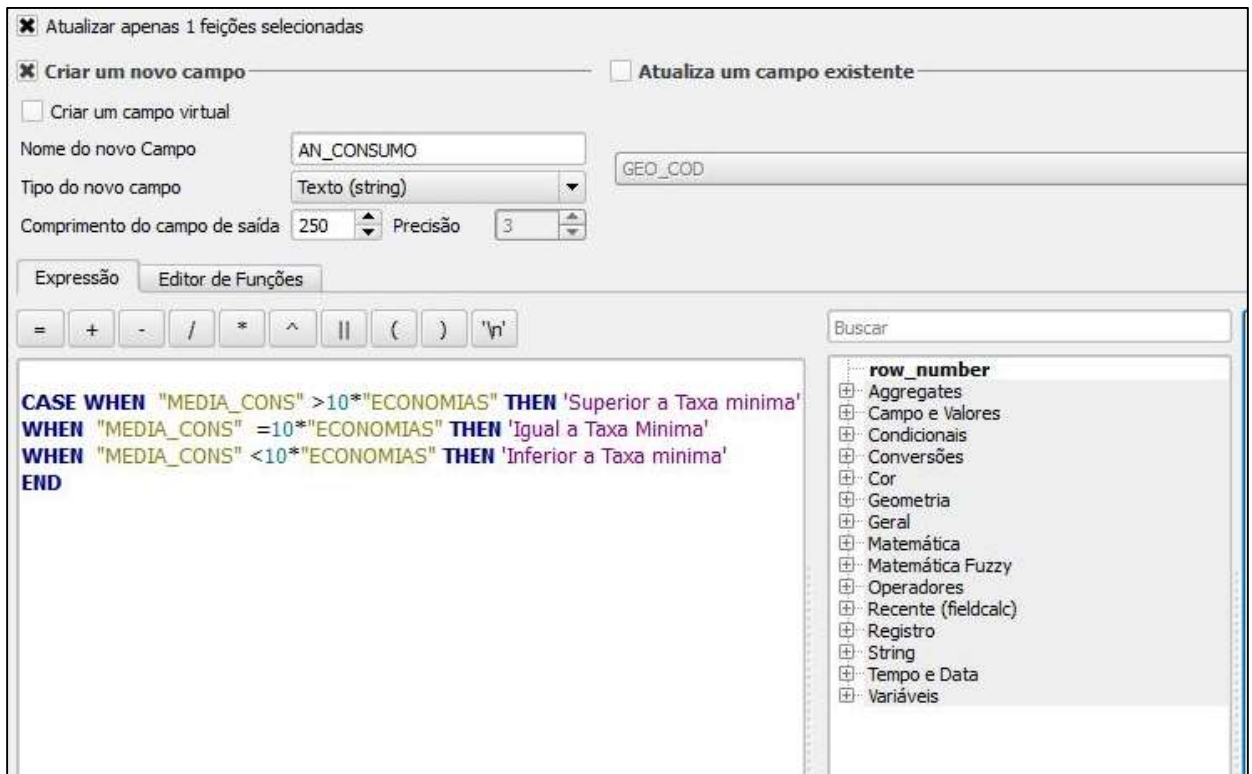 Atualizar apenas 1 feições selecionadas
Criar um novo campo
Atualiza um campo existente
Criar um campo virtual
Nome do novo Campo AN_CONSUMO
GEO_COD
Tipo do novo campo Texto (string)
Comprimento do campo de saída 250 Precisão 3
Expressão Editor de Funções
= + - / * ^ || ( ) '\n'
Buscar
CASE WHEN "MEDIA_CONS" >10*"ECONOMIAS" THEN 'Superior a Taxa minima'
WHEN "MEDIA_CONS" =10*"ECONOMIAS" THEN 'Igual a Taxa Minima'
WHEN "MEDIA_CONS" <10*"ECONOMIAS" THEN 'Inferior a Taxa minima'
END
row_number
Aggregates
Campo e Valores
Condicionais
Conversões
Cor
Geometria
Geral
Matemática
Matemática Fuzzy
Operadores
Recente (fieldcalc)
Registro
String
Tempo e Data
Variáveis